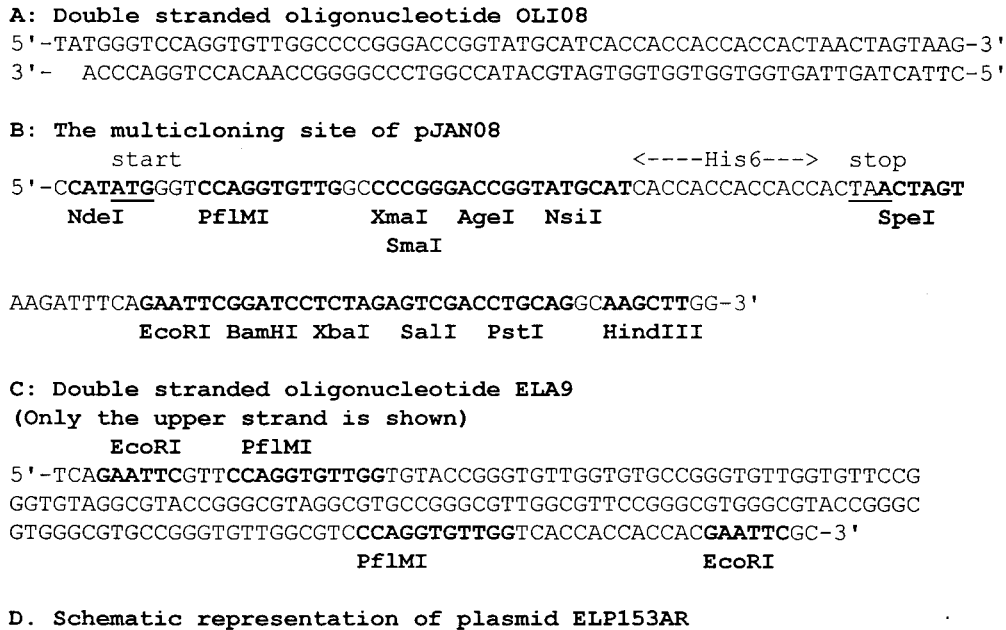 A: Double stranded oligonucleotide OLI08
5'-TATGGGTCCAGGTGTTGGCCCCGGGACCGGTATGCATCACCACCACCACCACTAACTAGTAAG-3'
3'-  ACCCAGGTCCACAACCGGGGCCCTGGCCATACGTAGTGGTGGTGGTGGTGATTGATCATTC-5'
B: The multicloning site of pJAN08
start <----His6---> stop
5'-CCATATGGGTCCAGGTGTTGGCCCCGGGACCGGTATGCATCACCACCACCACCACTAACTAGT
NdeI PflMI XmaI AgeI NsiI SpeI
SmaI
AAGATTTCAGAATTCGGATCCTCTAGAGTCGACCTGCAGGCAAGCTTGG-3'
EcoRI BamHI XbaI SalI PstI HindIII
C: Double stranded oligonucleotide ELA9
(Only the upper strand is shown)
EcoRI PflMI
5'-TCAGAATTCGTTCCAGGTGTTGGTGTACCGGGTGTTGGTGTGCCGGGTGTTGGTGTTCCG
GGTGTAGGCGTACCGGGCGTAGGCGTGCCGGGCGTTGGCGTTCCGGGCGTGGGCGTACCGGGC
GTGGGCGTGCCGGGTGTTGGCGTCCCAGGTGTTGGTCACCACCACCACGAATTCGC-3'
PflMI EcoRI
D. Schematic representation of plasmid ELP153AR